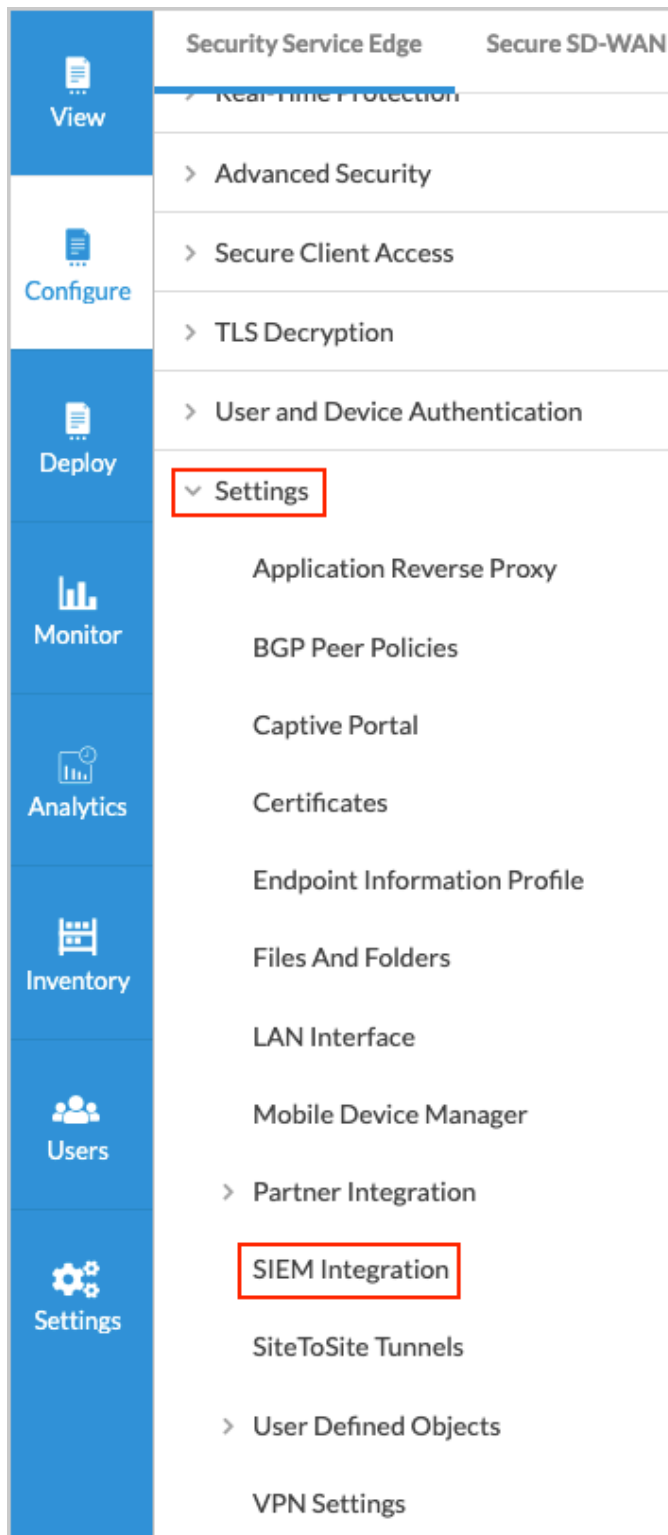 Security Service Edge
Secure SD-WAN
View
Configure
Deploy
Monitor
Analytics
Inventory
Users
Settings
Real-Time Protection
Advanced Security
Secure Client Access
TLS Decryption
User and Device Authentication
Settings
Application Reverse Proxy
BGP Peer Policies
Captive Portal
Certificates
Endpoint Information Profile
Files And Folders
LAN Interface
Mobile Device Manager
Partner Integration
SIEM Integration
SiteToSite Tunnels
User Defined Objects
VPN Settings